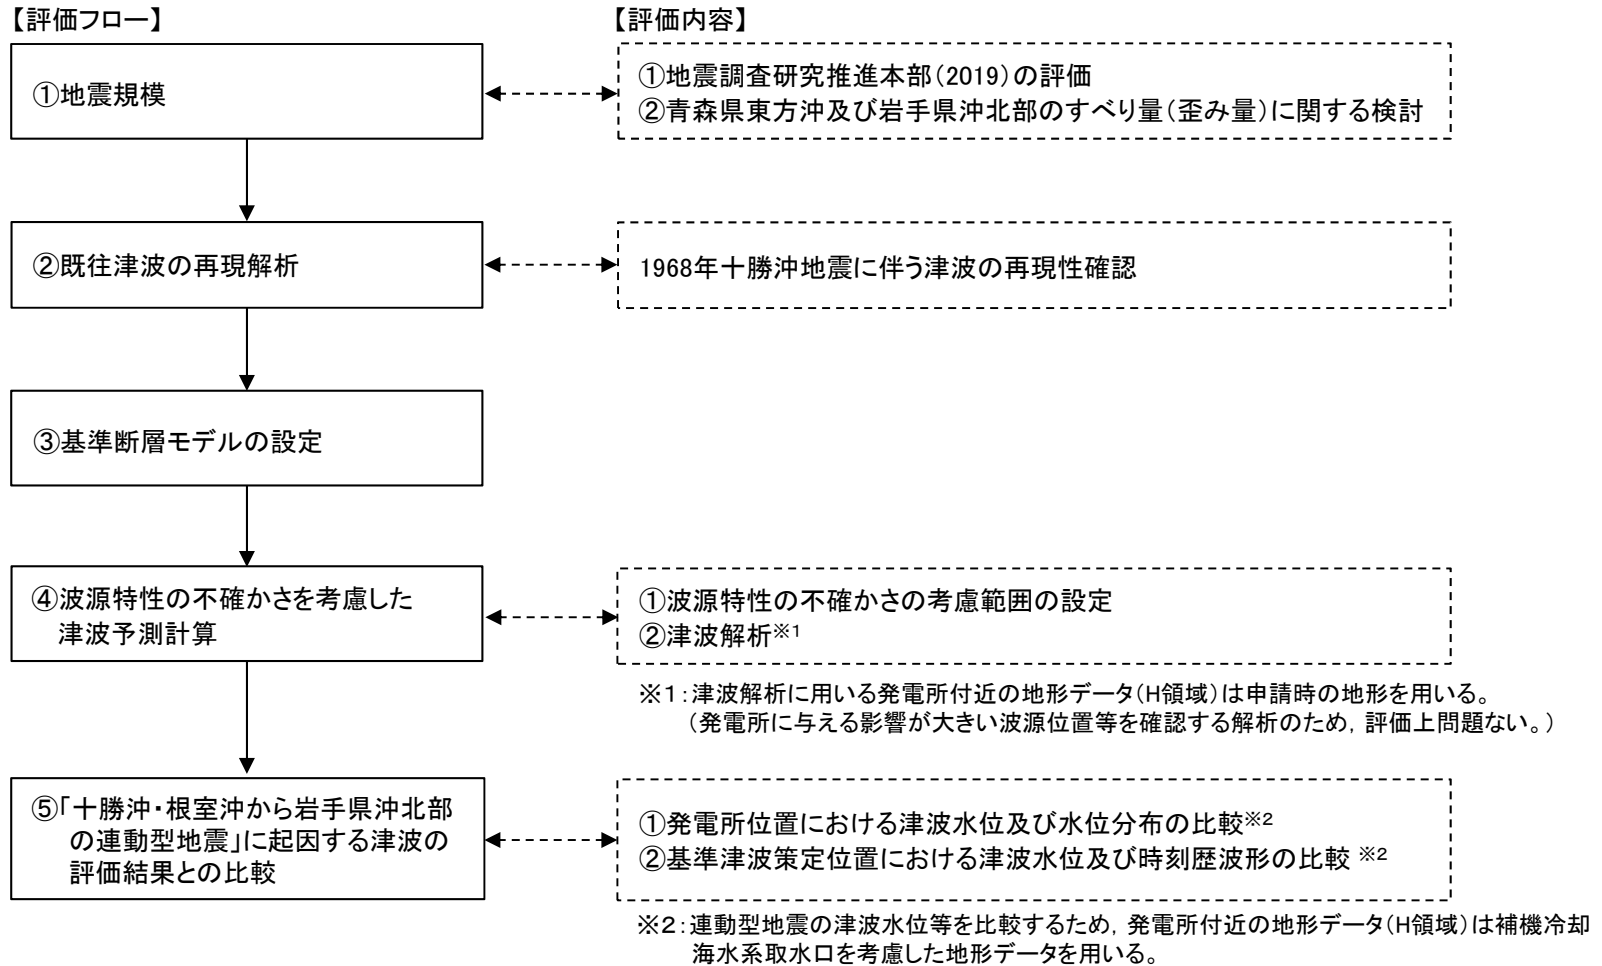 【評価フロー】
【評価内容】
①地震規模
①地震調査研究推進本部（2019）の評価
②青森県東方沖及び岩手県沖北部のすべり量（歪み量）に関する検討
②既往津波の再現解析
1968年十勝沖地震に伴う津波の再現性確認
③基準断層モデルの設定
④波源特性の不確かさを考慮した
津波予測計算
①波源特性の不確かさの考慮範囲の設定
②津波解析※1
※１：津波解析に用いる発電所付近の地形データ（H領域）は申請時の地形を用いる。
（発電所に与える影響が大きい波源位置等を確認する解析のため，評価上問題ない。）
⑤「十勝沖・根室沖から岩手県沖北部
の連動型地震」に起因する津波の
評価結果との比較
①発電所位置における津波水位及び水位分布の比較※2
②基準津波策定位置における津波水位及び時刻歴波形の比較 ※2
※２：連動型地震の津波水位等を比較するため，発電所付近の地形データ（H領域）は補機冷却
海水系取水口を考慮した地形データを用いる。